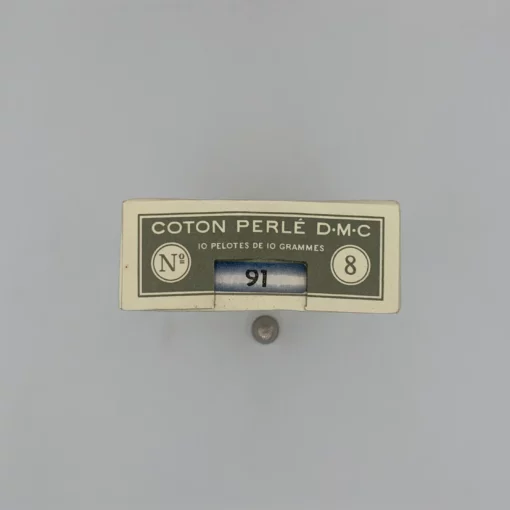 COTON PERLÉ D·M·C
10 PELOTES DE 10 GRAMMES
Nº 8
91